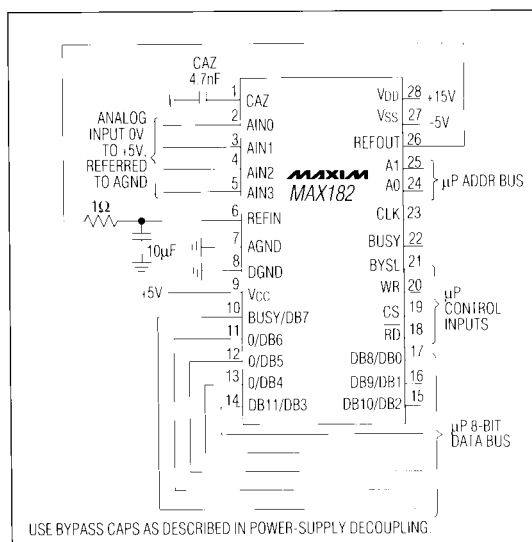 CAZ
4.7nF
1 CAZ
2 AIN0
3 AIN1
4 AIN2
5 AIN3
6 REFIN
7 AGND
8 DGND
9 VCC
10 BUSY/DB7
11 0/DB6
12 0/DB5
13 0/DB4
14 DB11/DB3
ANALOG
INPUT 0V
TO +5V,
REFERRED
TO AGND
1Ω
10µF
+5V
MAXIM
MAX182
VDD 28 +15V
VSS 27 -5V
REFOUT 26
A1 25
A0 24
µP ADDR BUS
CLK 23
BUSY 22
BYSL 21
WR 20
CS 19
RD 18
µP
CONTROL
INPUTS
DB8/DB0 17
DB9/DB1 16
DB10/DB2 15
µP 8-BIT
DATA BUS
USE BYPASS CAPS AS DESCRIBED IN POWER-SUPPLY DECOUPLING.